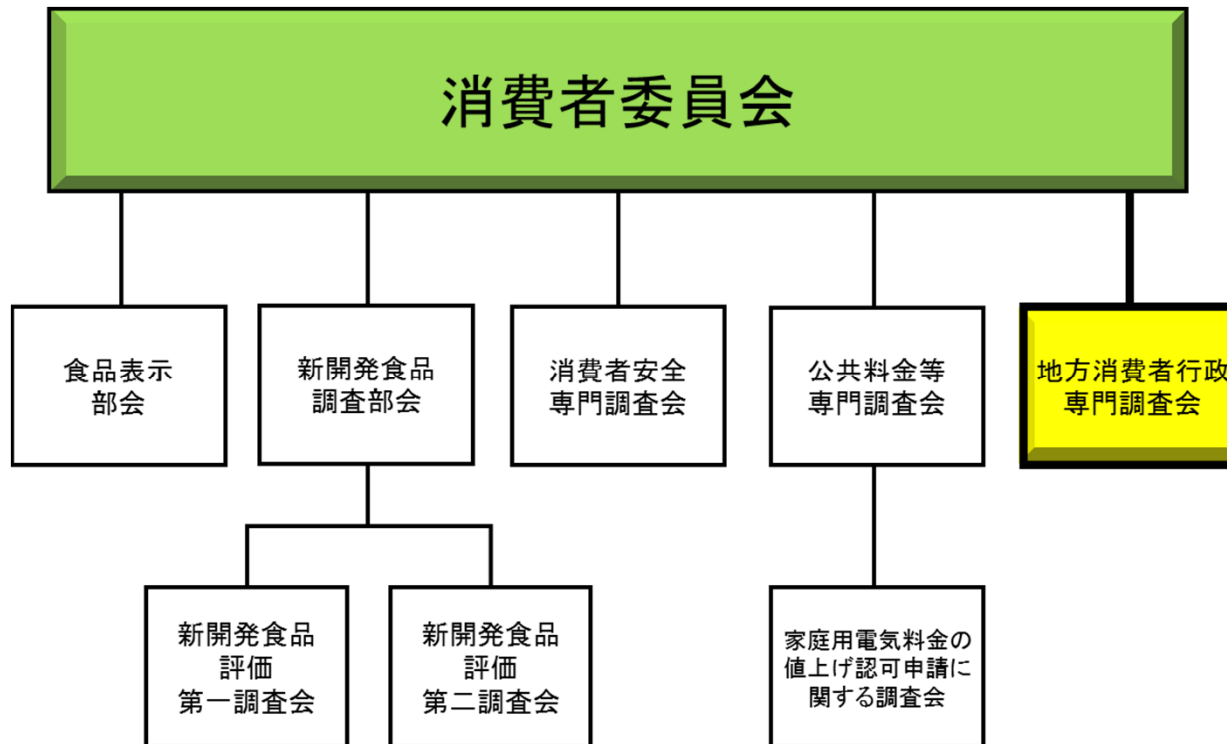 消費者委員会
食品表示
部会
新開発食品
調査部会
消費者安全
専門調査会
公共料金等
専門調査会
地方消費者行政
専門調査会
新開発食品
評価
第一調査会
新開発食品
評価
第二調査会
家庭用電気料金の
値上げ認可申請に
関する調査会